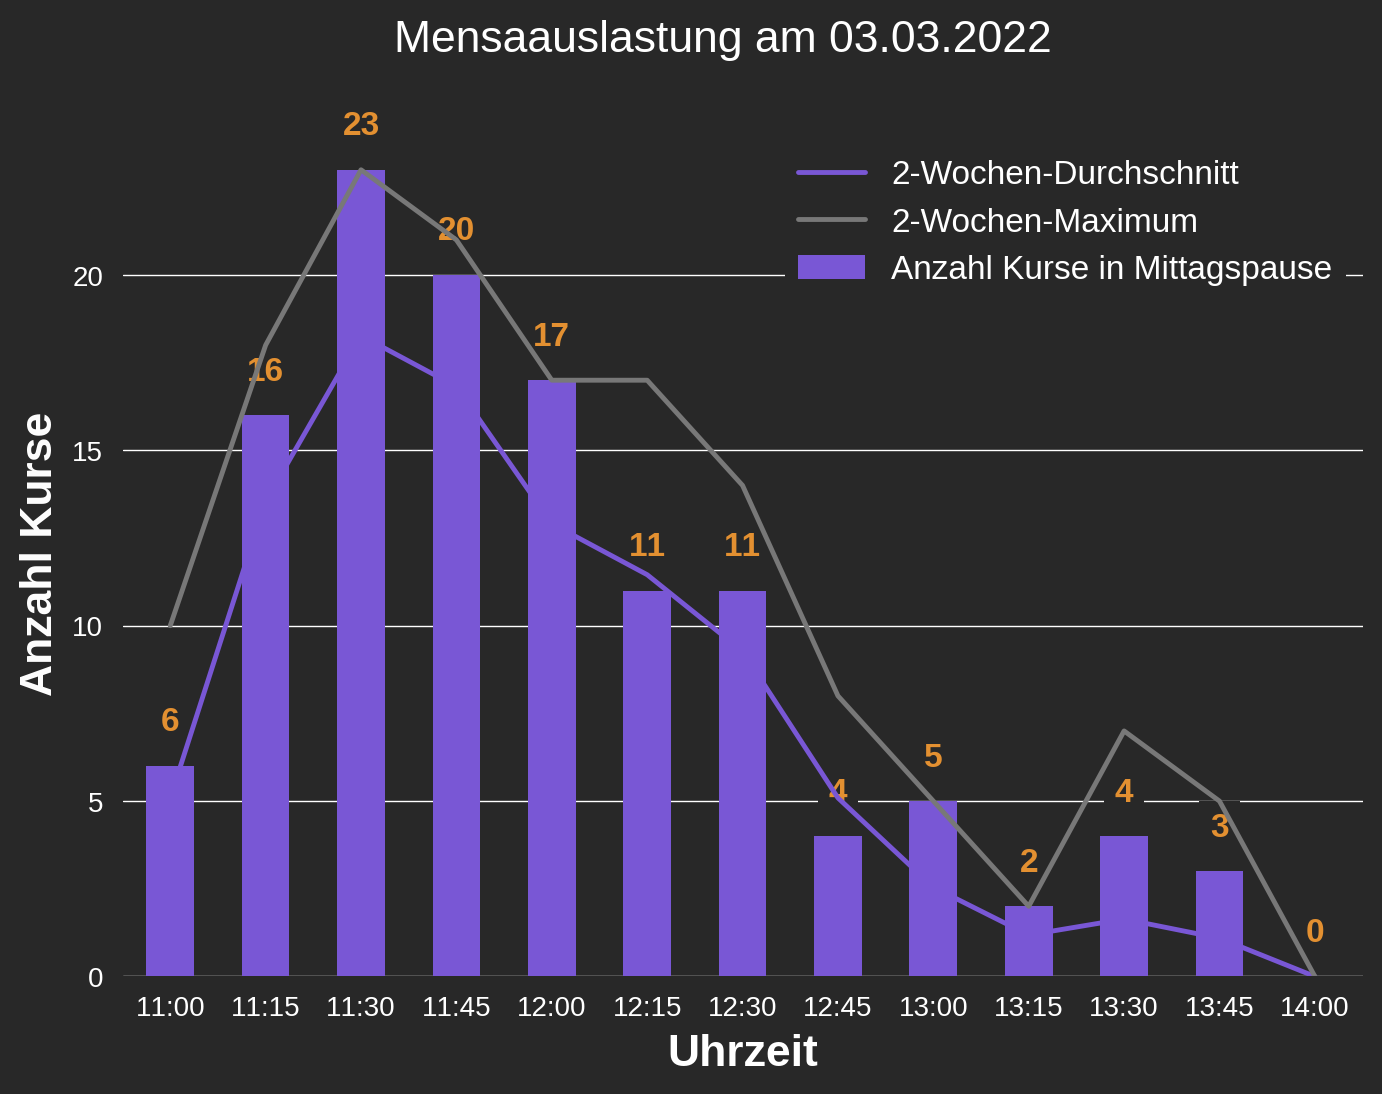 Mensaauslastung am 03.03.2022
23
2-Wochen-Durchschnitt
2-Wochen-Maximum
20
Anzahl Kurse in Mittagspause
20
17
16
15
Anzahl Kurse
11
11
10
6
5
5
4
4
3
2
0
0
11:00 11:15 11:30 11:45 12:00 12:15 12:30 12:45 13:00 13:15 13:30 13:45 14:00
Uhrzeit